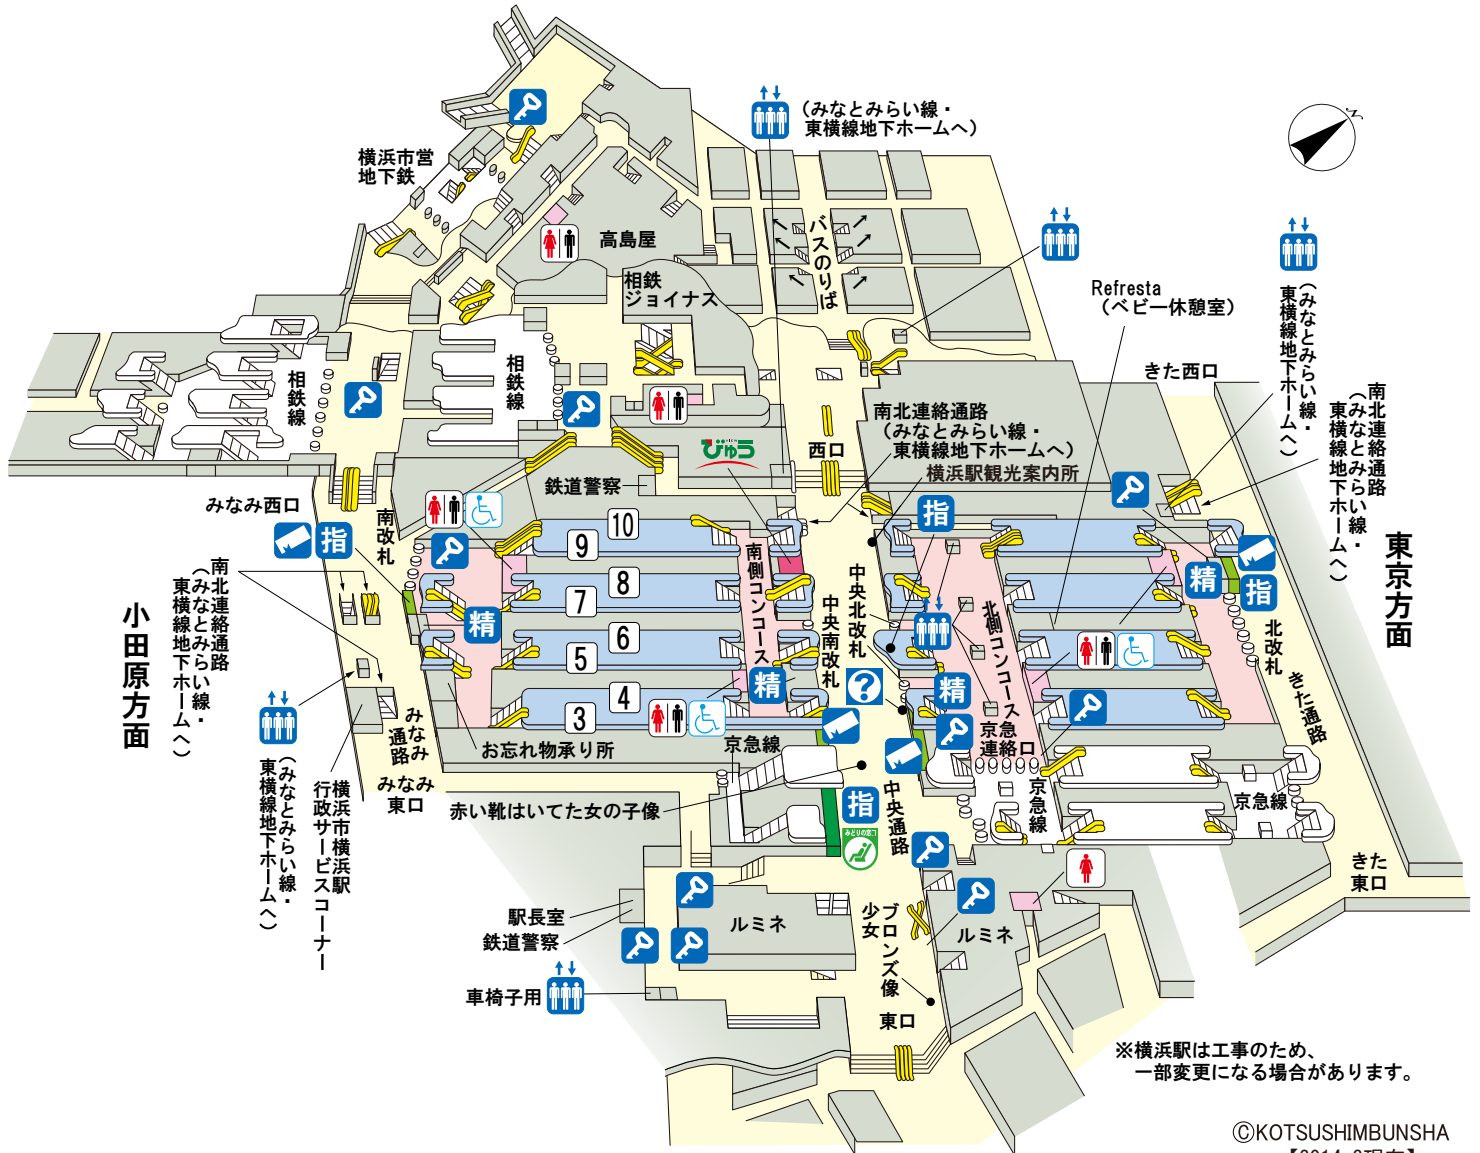 横浜市営
地下鉄
高島屋
相鉄
ジョイナス
(みなとみらい線・
東横線地下ホームへ)
バスのりば
Refresta
(ベビー休憩室)
きた西口
(みなとみらい線・
東横線地下ホームへ)
南北連絡通路
(みなとみらい線・
東横線地下ホームへ)
東京方面
相鉄線
相鉄線
びゅう
西口
南北連絡通路
(みなとみらい線・
東横線地下ホームへ)
横浜駅観光案内所
鉄道警察
みなみ西口
南改札
指
指
指
10
9
8
7
6
5
4
3
精
精
精
精
南側コンコース
中央南改札
中央北改札
北側コンコース
北改札
きた通路
南北連絡通路
(みなとみらい線・
東横線地下ホームへ)
小田原方面
(みなとみらい線・
東横線地下ホームへ)
みなみ
通路
みなみ
東口
横浜市横浜駅
行政サービスコーナー
お忘れ物承り所
京急線
?
京急
連絡口
京急線
京急線
赤い靴はいてた女の子像
指
みどりの窓口
中央通路
きた
東口
駅長室
鉄道警察
ルミネ
ルミネ
ブロンズ像
少女
車椅子用
東口
※横浜駅は工事のため、
一部変更になる場合があります。
©KOTSUSHIMBUNSHA